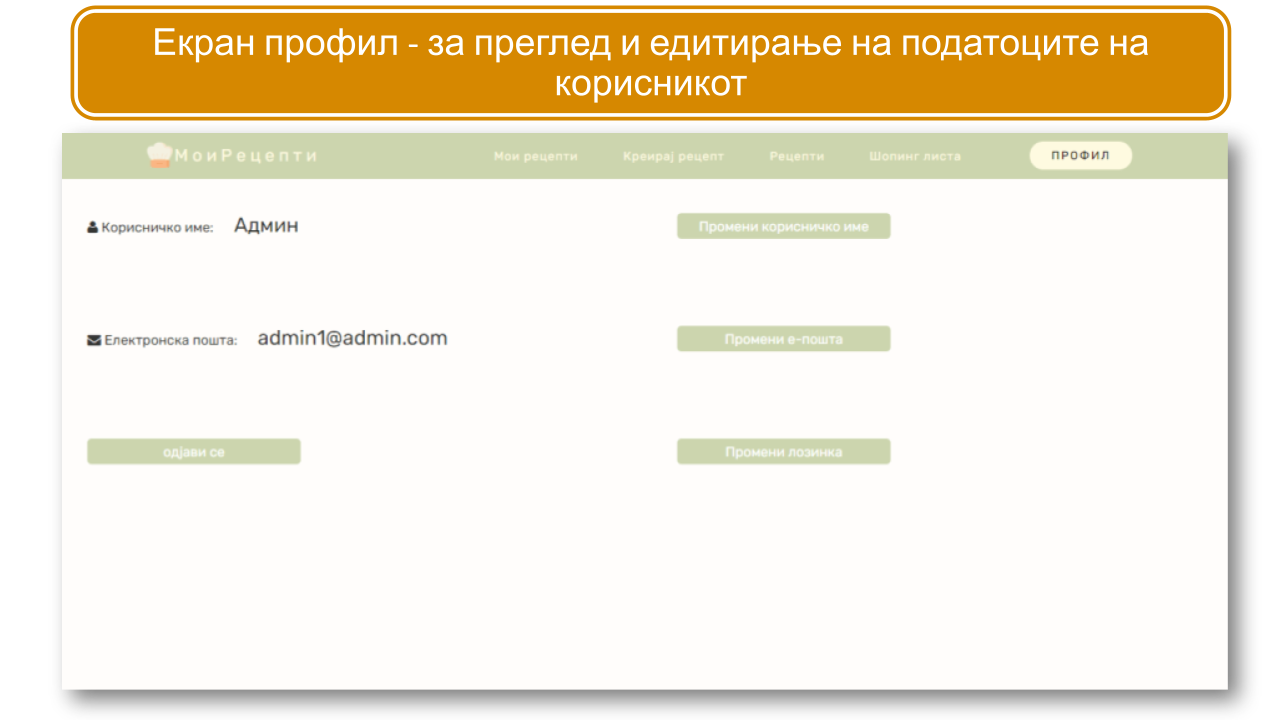 Екран профил - за преглед и едитирање на податоците на
корисникот
МоиРецепти Мои рецепти Креирај рецепт Рецепти Шопинг листа ПРОФИЛ
Корисничко име: Админ Промени корисничко име
Електронска пошта: admin1@admin.com Промени е-пошта
одјави се Промени лозинка